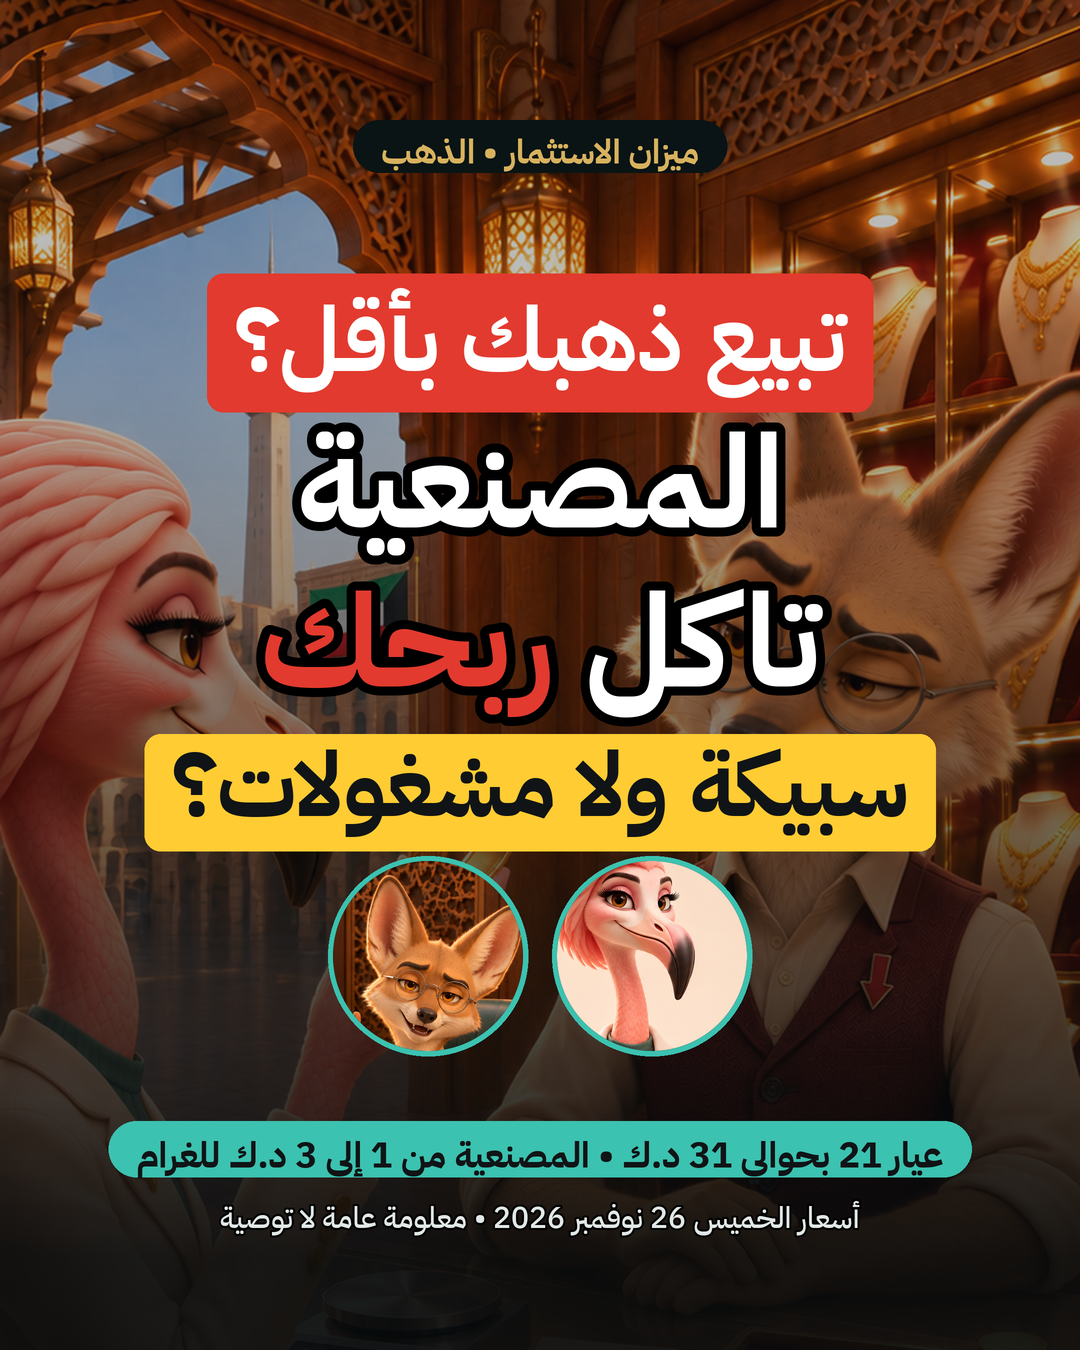 ميزان الاستثمار • الذهب
تبيع ذهبك بأقل؟
المصنعية
تاكل ربحك
سبيكة ولا مشغولات؟
عيار 21 بحوالى 31 د.ك • المصنعية من 1 إلى 3 د.ك للغرام
أسعار الخميس 26 نوفمبر 2026 • معلومة عامة لا توصية